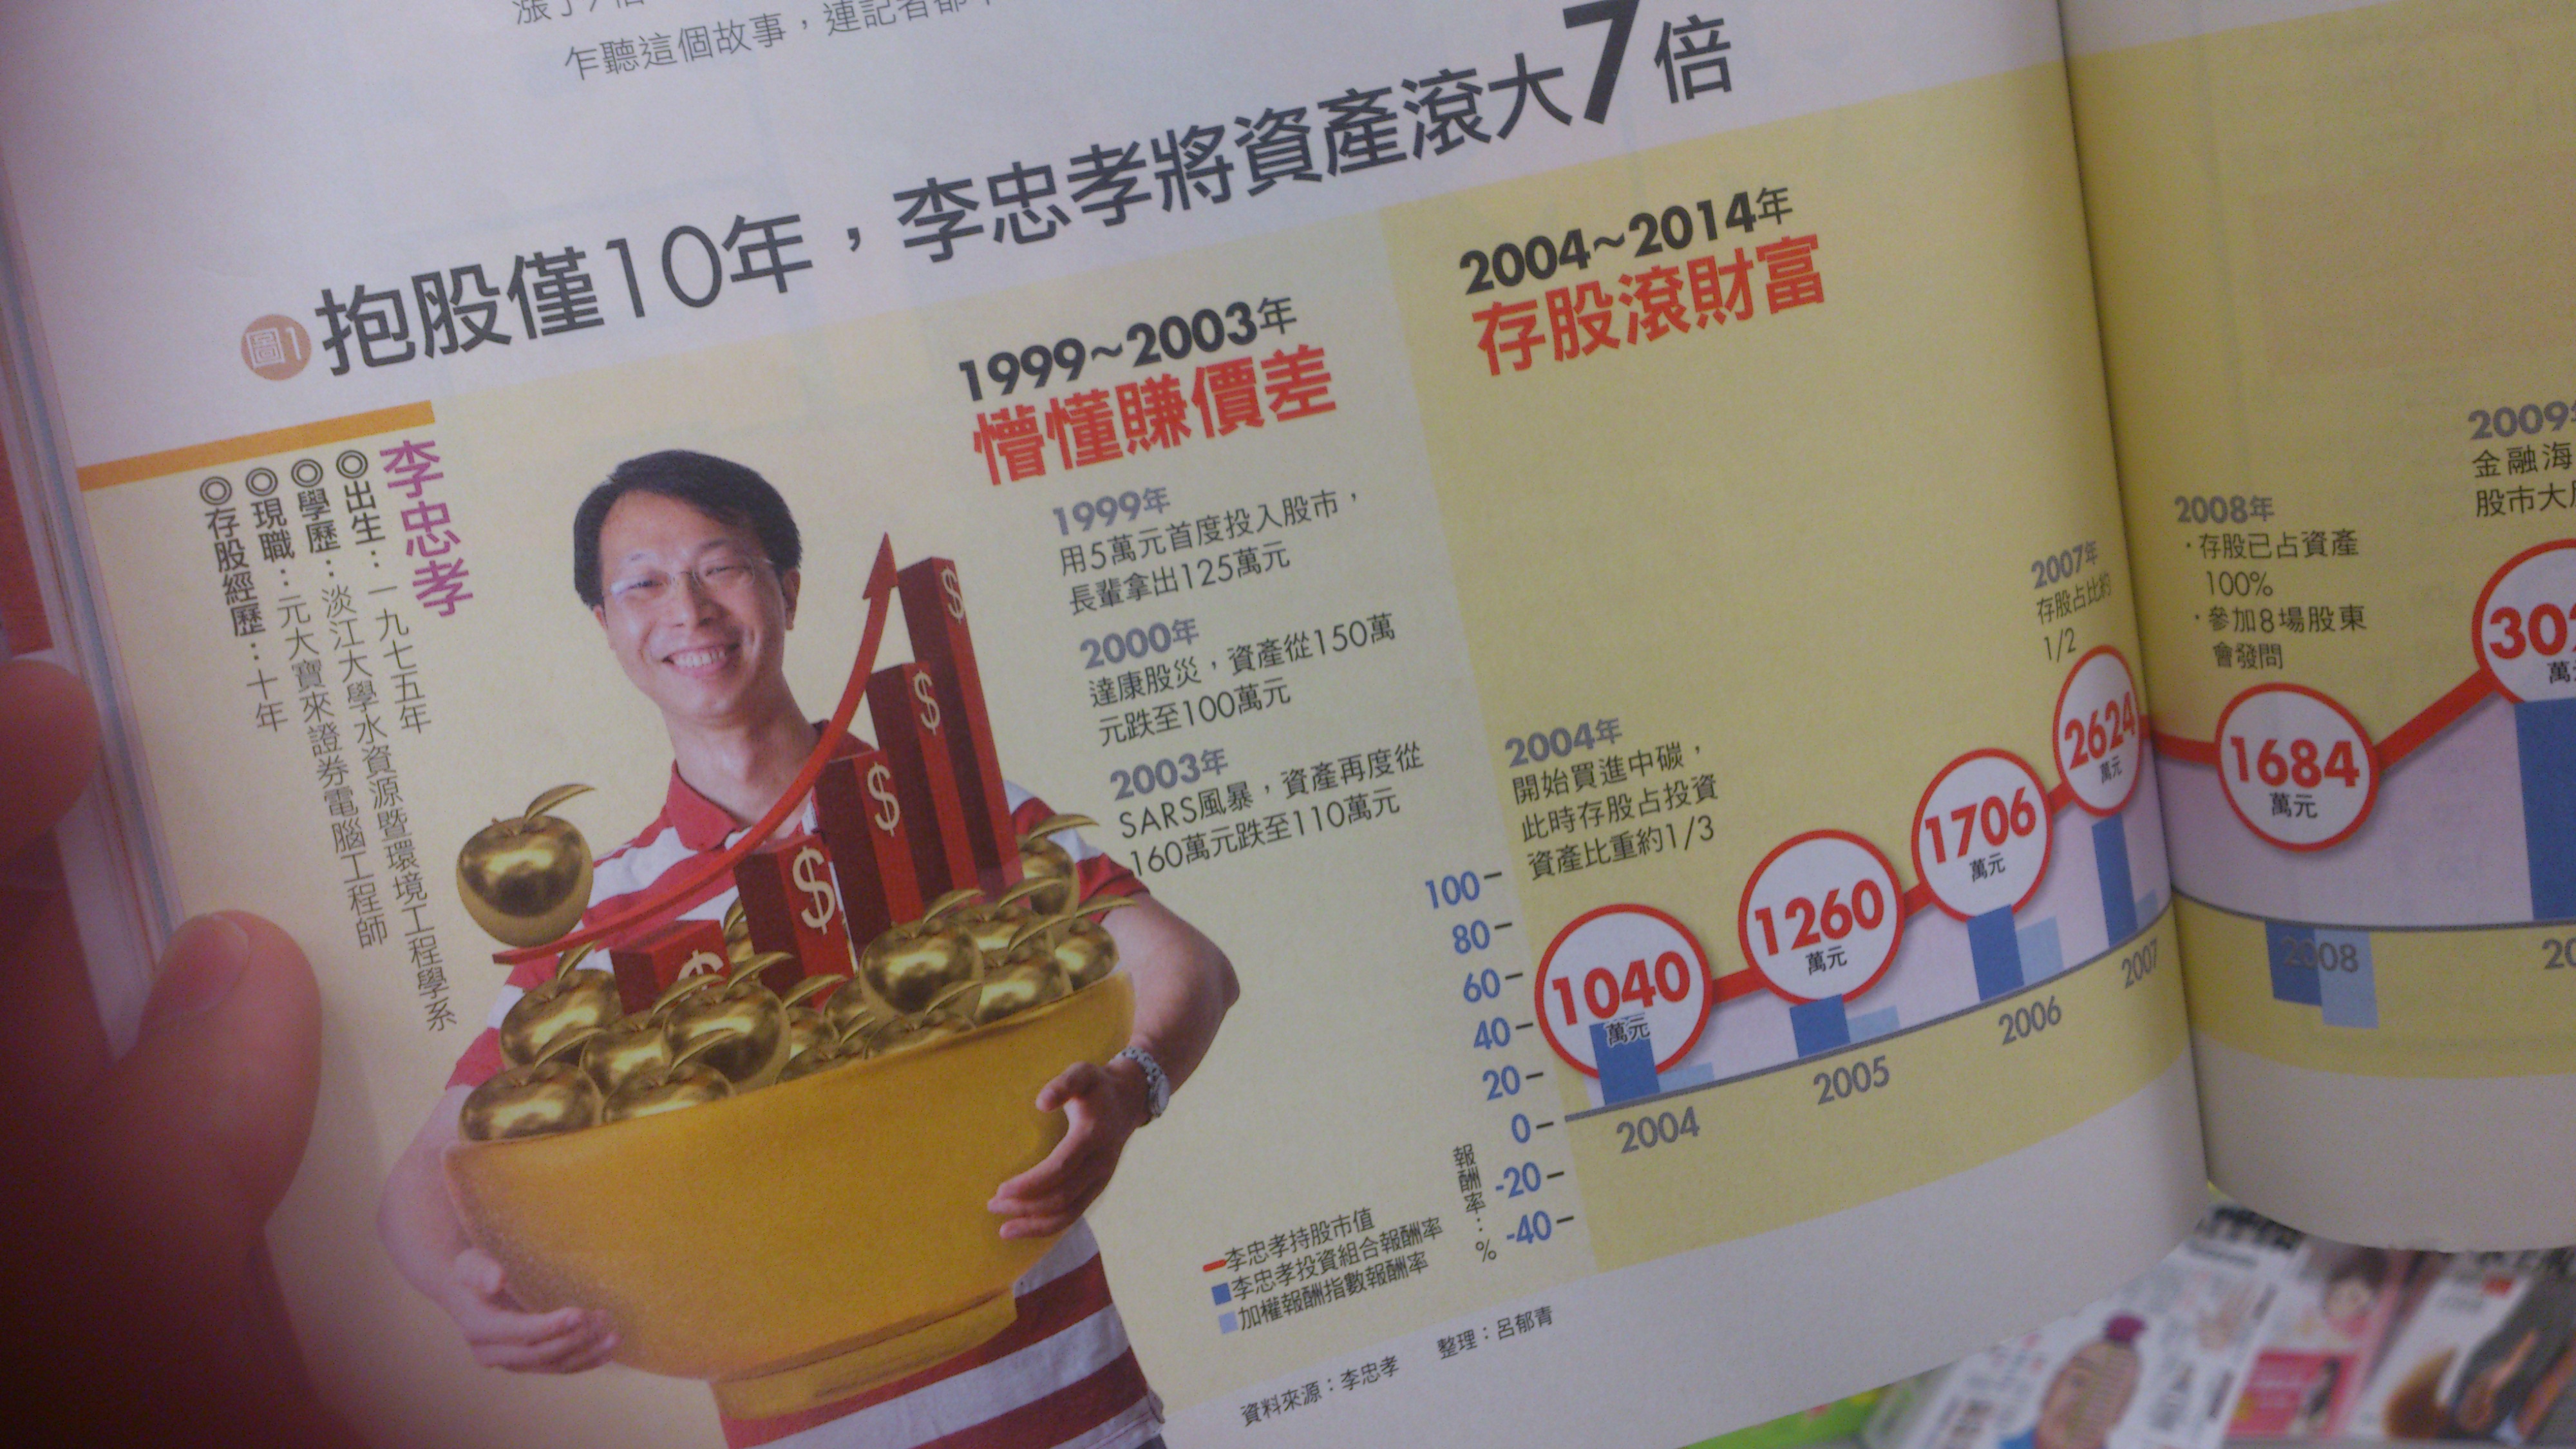 乍聽這個故事，連記者都
圖1 抱股僅10年，李忠孝將資產滾大7倍
李忠孝
◎出生：一九七五年
◎學歷：淡江大學水資源暨環境工程學系
◎現職：元大寶來證券電腦工程師
◎存股經歷：十年
1999~2003年
懵懂賺價差
1999年
用5萬元首度投入股市，
長輩拿出125萬元
2000年
達康股災，資產從150萬
元跌至100萬元
2003年
SARS風暴，資產再度從
160萬元跌至110萬元
2004~2014年
存股滾財富
2004年
開始買進中碳，
此時存股占投資
資產比重約1/3
2007年
存股占比約
1/2
2008年
·存股已占資產
100%
·參加8場股東
會發問
2009
金融海
股市大
1040
萬元
1260
萬元
1706
萬元
2624
萬元
1684
萬元
30
萬
100
80
60
40
20
0
-20
-40
報酬率：%
2004
2005
2006
2007
2008
20
李忠孝持股市值
李忠孝投資組合報酬率
加權報酬指數報酬率
資料來源：李忠孝 整理：呂郁青
$
$
$
$
$